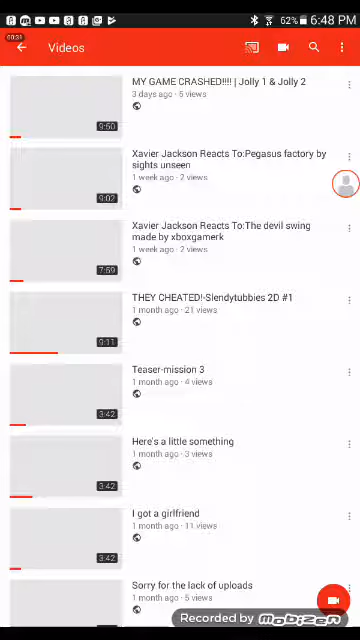 62% 6:48 PM
00:31
Videos
MY GAME CRASHED!!!! | Jolly 1 & Jolly 2
3 days ago · 5 views
9:50
Xavier Jackson Reacts To:Pegasus factory by
sights unseen
1 week ago · 2 views
9:02
Xavier Jackson Reacts To:The devil swing
made by xboxgamerk
1 week ago · 2 views
7:59
THEY CHEATED!-Slendytubbies 2D #1
1 month ago · 21 views
9:11
Teaser-mission 3
1 month ago · 4 views
3:42
Here's a little something
1 month ago · 3 views
3:42
I got a girlfriend
1 month ago · 11 views
3:42
Sorry for the lack of uploads
1 month ago · 5 views
Recorded by Mobizen